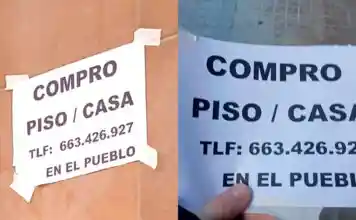 COMPRO
PISO / CASA
TLF: 663.426.927
EN EL PUEBLO
COMPRO
PISO / CASA
TLF: 663.426.92
EN EL PUEBL